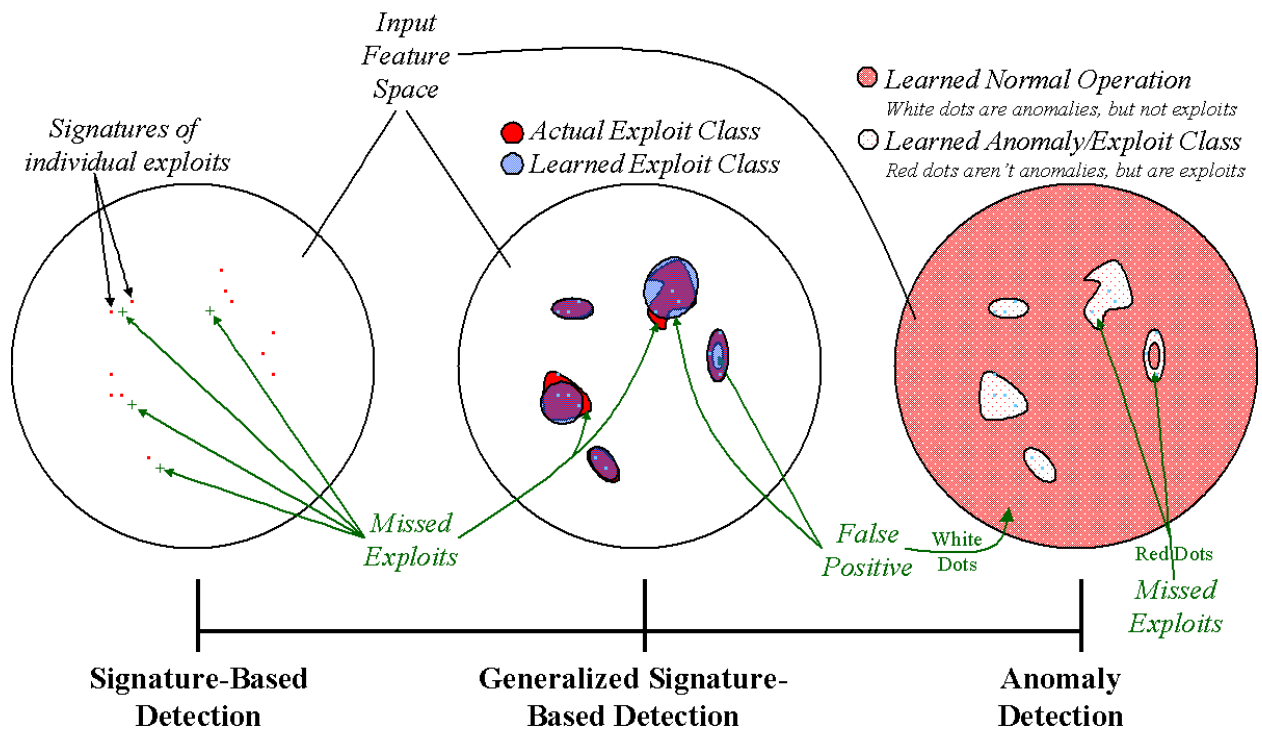 Input
Feature
Space
Signatures of
individual exploits
Actual Exploit Class
Learned Exploit Class
Learned Normal Operation
White dots are anomalies, but not exploits
Learned Anomaly/Exploit Class
Red dots aren't anomalies, but are exploits
Missed
Exploits
False
Positive
White
Dots
Red Dots
Missed
Exploits
Signature-Based
Detection
Generalized Signature-
Based Detection
Anomaly
Detection